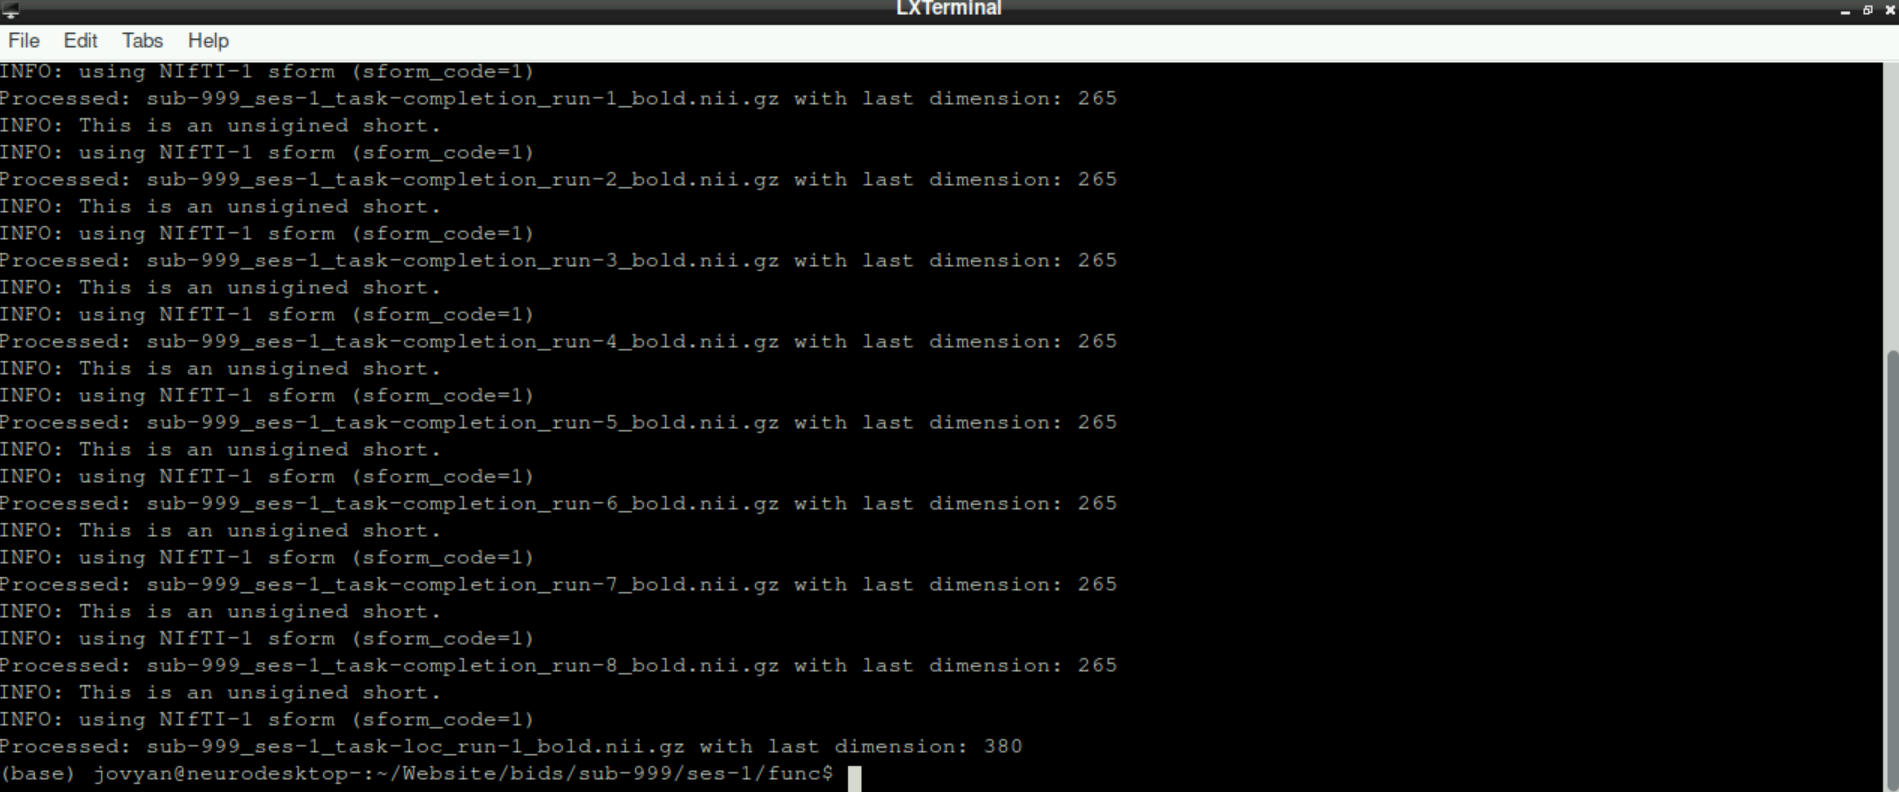 LXTerminal
File Edit Tabs Help
INFO: using NIfTI-1 sform (sform_code=1)
Processed: sub-999_ses-1_task-completion_run-1_bold.nii.gz with last dimension: 265
INFO: This is an unsigined short.
INFO: using NIfTI-1 sform (sform_code=1)
Processed: sub-999_ses-1_task-completion_run-2_bold.nii.gz with last dimension: 265
INFO: This is an unsigined short.
INFO: using NIfTI-1 sform (sform_code=1)
Processed: sub-999_ses-1_task-completion_run-3_bold.nii.gz with last dimension: 265
INFO: This is an unsigined short.
INFO: using NIfTI-1 sform (sform_code=1)
Processed: sub-999_ses-1_task-completion_run-4_bold.nii.gz with last dimension: 265
INFO: This is an unsigined short.
INFO: using NIfTI-1 sform (sform_code=1)
Processed: sub-999_ses-1_task-completion_run-5_bold.nii.gz with last dimension: 265
INFO: This is an unsigined short.
INFO: using NIfTI-1 sform (sform_code=1)
Processed: sub-999_ses-1_task-completion_run-6_bold.nii.gz with last dimension: 265
INFO: This is an unsigined short.
INFO: using NIfTI-1 sform (sform_code=1)
Processed: sub-999_ses-1_task-completion_run-7_bold.nii.gz with last dimension: 265
INFO: This is an unsigined short.
INFO: using NIfTI-1 sform (sform_code=1)
Processed: sub-999_ses-1_task-completion_run-8_bold.nii.gz with last dimension: 265
INFO: This is an unsigined short.
INFO: using NIfTI-1 sform (sform_code=1)
Processed: sub-999_ses-1_task-loc_run-1_bold.nii.gz with last dimension: 380
(base) jovyan@neurodesktop-:~/Website/bids/sub-999/ses-1/func$